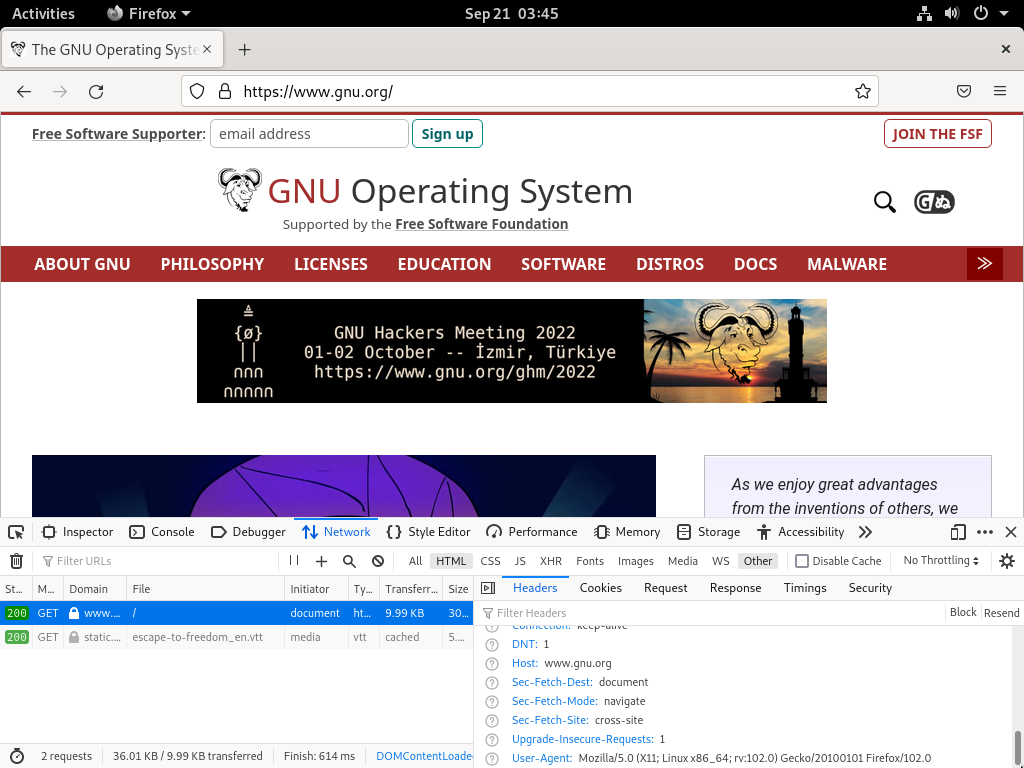 Activities Firefox Sep 21 03:45
The GNU Operating Syste
https://www.gnu.org/
Free Software Supporter: email address Sign up JOIN THE FSF
GNU Operating System
Supported by the Free Software Foundation
ABOUT GNU PHILOSOPHY LICENSES EDUCATION SOFTWARE DISTROS DOCS MALWARE
{ø} GNU Hackers Meeting 2022
01-02 October -- İzmir, Türkiye
https://www.gnu.org/ghm/2022
As we enjoy great advantages
from the inventions of others, we
Inspector Console Debugger Network Style Editor Performance Memory Storage Accessibility
Filter URLs All HTML CSS JS XHR Fonts Images Media WS Other Disable Cache No Throttling
St... M... Domain File Initiator Ty... Transferr... Size
200 GET www.... / document ht... 9.99 KB 30...
200 GET static.... escape-to-freedom_en.vtt media vtt cached 5....
2 requests 36.01 KB / 9.99 KB transferred Finish: 614 ms DOMContentLoade
Headers Cookies Request Response Timings Security
Filter Headers Block Resend
Connection: keep-alive
DNT: 1
Host: www.gnu.org
Sec-Fetch-Dest: document
Sec-Fetch-Mode: navigate
Sec-Fetch-Site: cross-site
Upgrade-Insecure-Requests: 1
User-Agent: Mozilla/5.0 (X11; Linux x86_64; rv:102.0) Gecko/20100101 Firefox/102.0